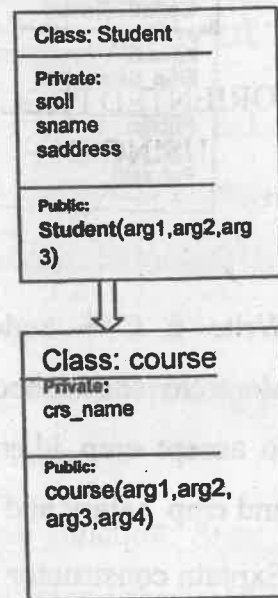 Class: Student
Private:
sroll
sname
saddress
Public:
Student(arg1,arg2,arg
3)
Class: course
Private:
crs_name
Public:
course(arg1,arg2,
arg3,arg4)